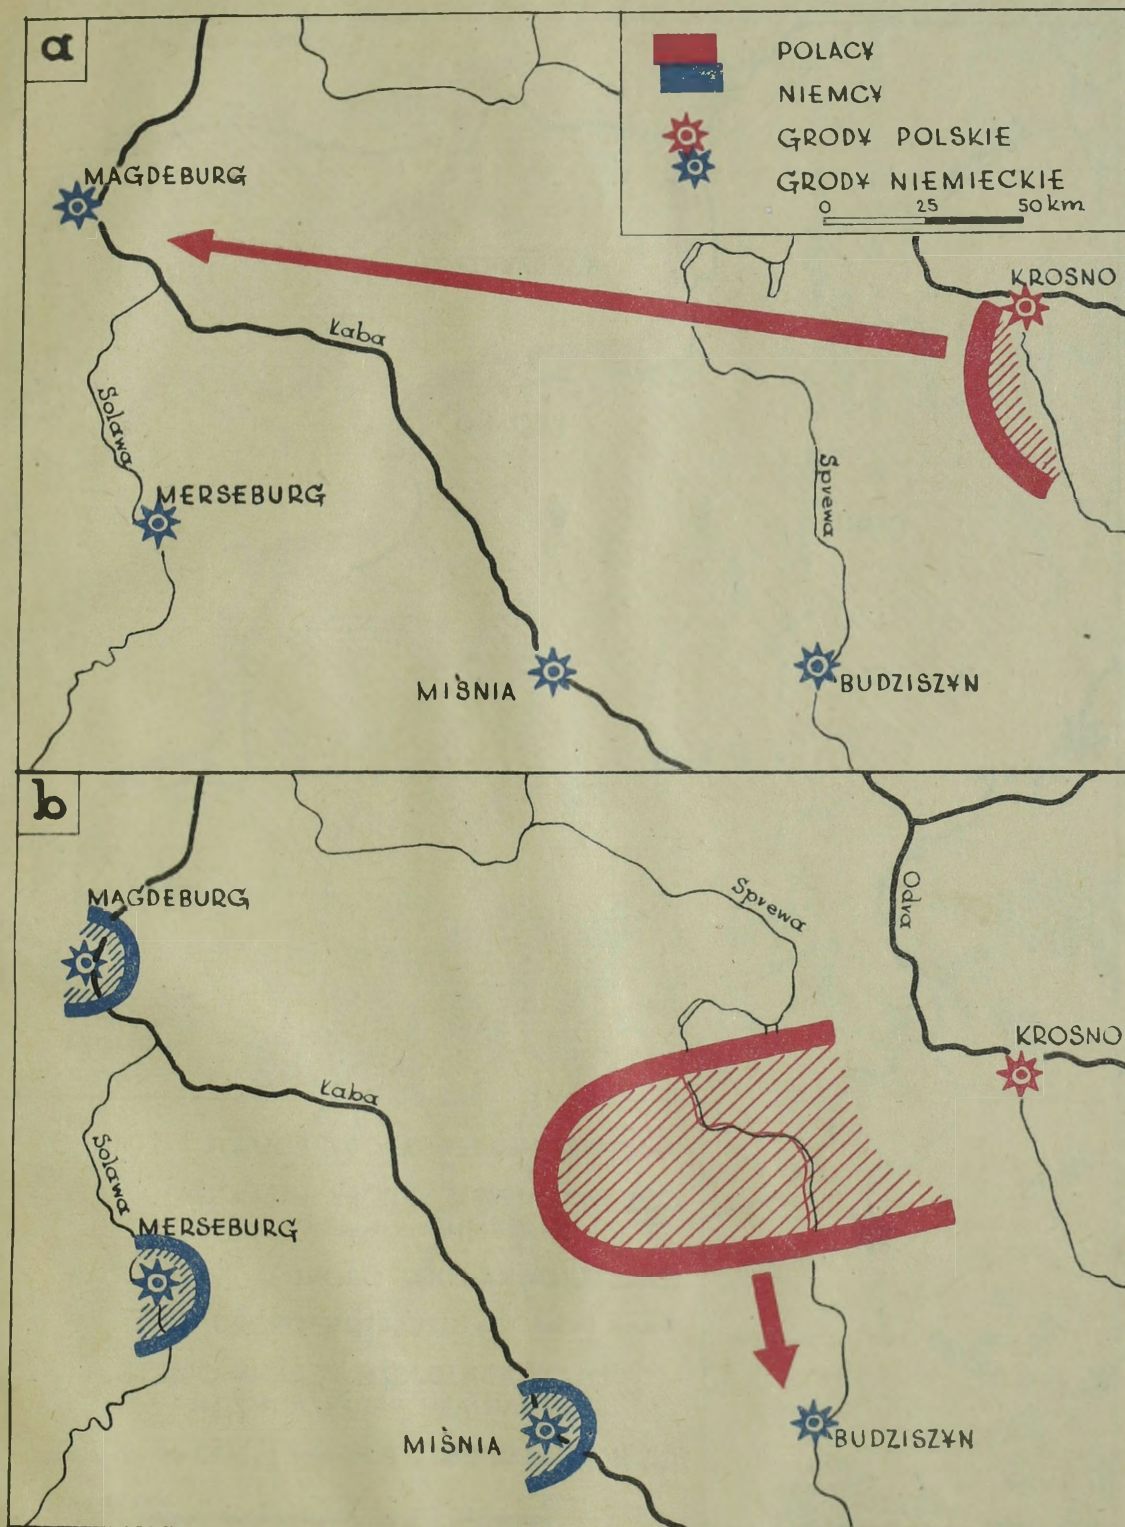 a
POLACY
NIEMCY
GRODY POLSKIE
GRODY NIEMIECKIE
0 25 50 km
MAGDEBURG
KROSNO
Łaba
Solawa
Sprewa
MERSEBURG
MIŚNIA
BUDZISZYN
b
MAGDEBURG
Sprewa
Odra
KROSNO
Łaba
Solawa
MERSEBURG
MIŚNIA
BUDZISZYN